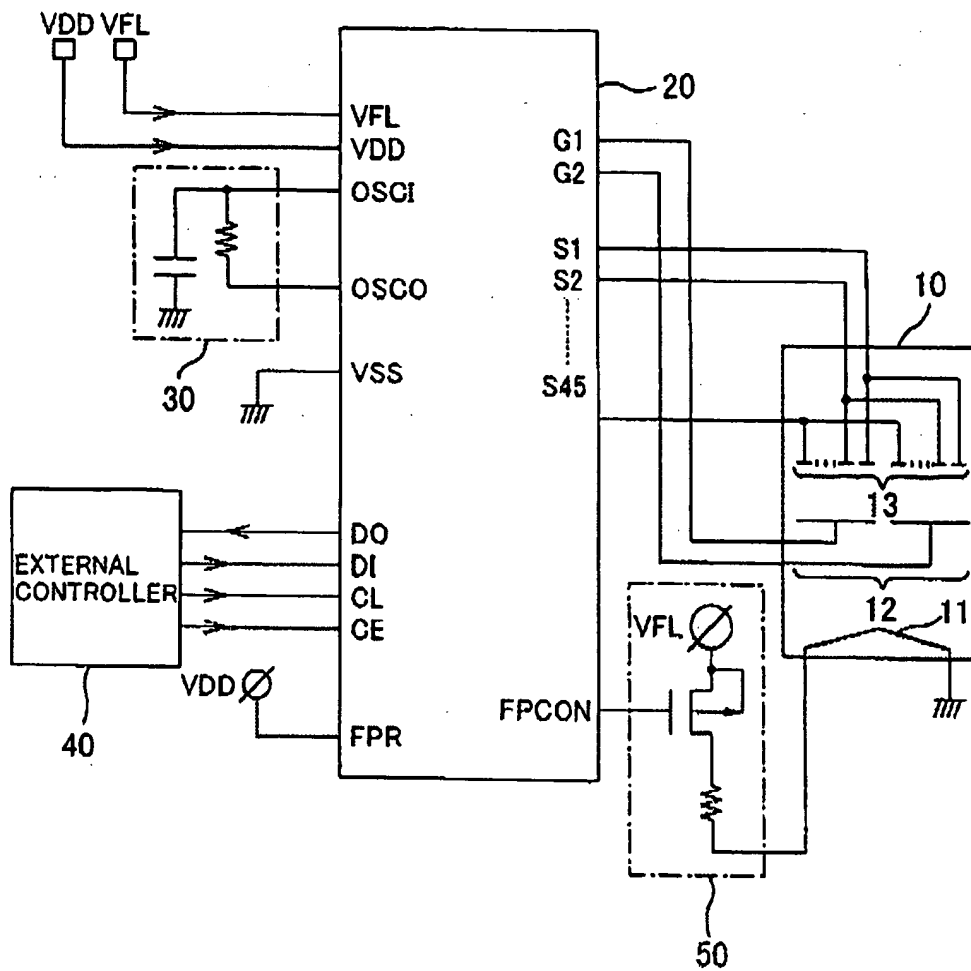 VDD VFL
20
VFL
VDD
OSCI
OSCO
30
VSS
G1
G2
S1
S2
S45
10
13
12
11
EXTERNAL
CONTROLLER
40
DO
DI
CL
CE
VDD
FPR
FPCON
VFL
50